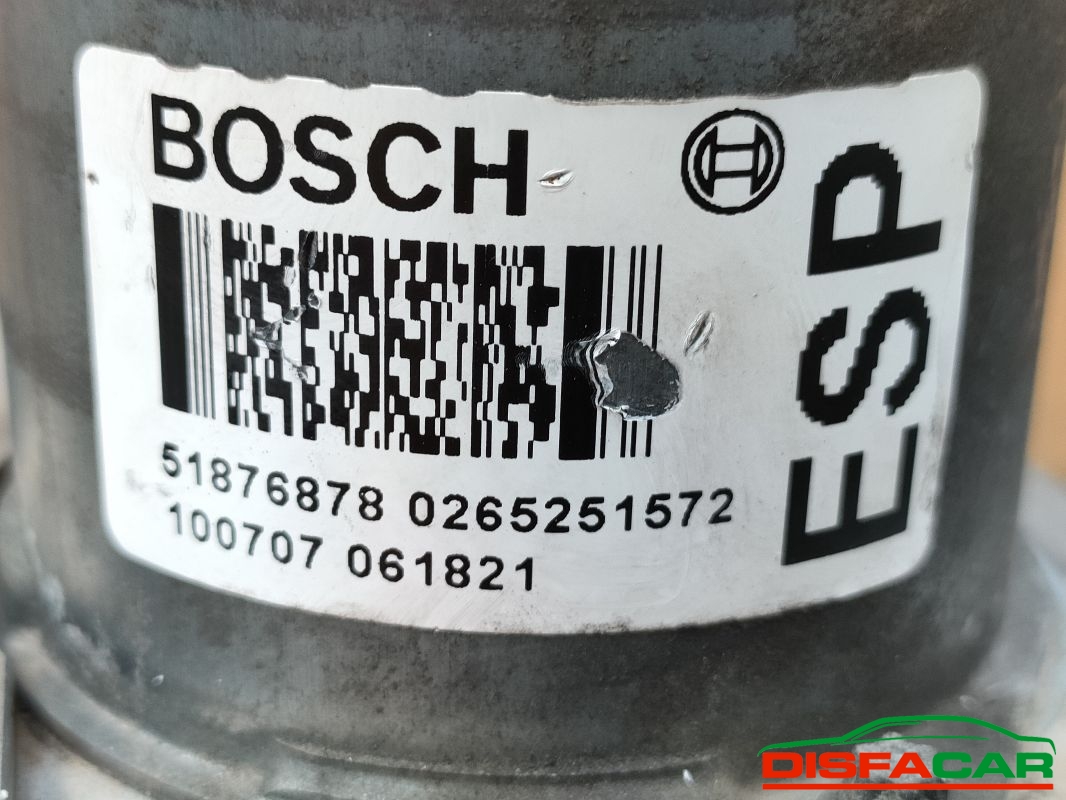 BOSCH
ESP
51876878 0265251572
100707 061821
DISFACAR